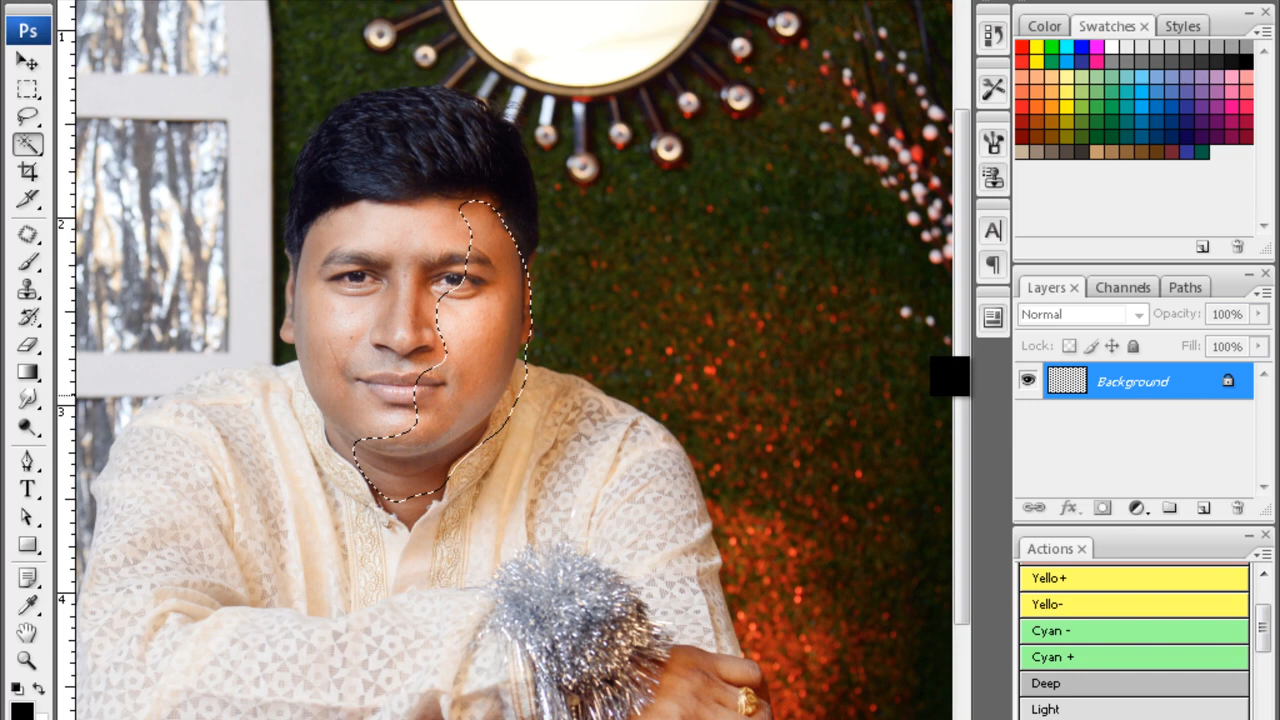 Ps
1
2
3
4
T
A
Color
Swatches
Styles
Layers
Channels
Paths
Normal
Opacity:
100%
Lock:
Fill:
100%
Background
fx
Actions
Yello+
Yello-
Cyan -
Cyan +
Deep
Light